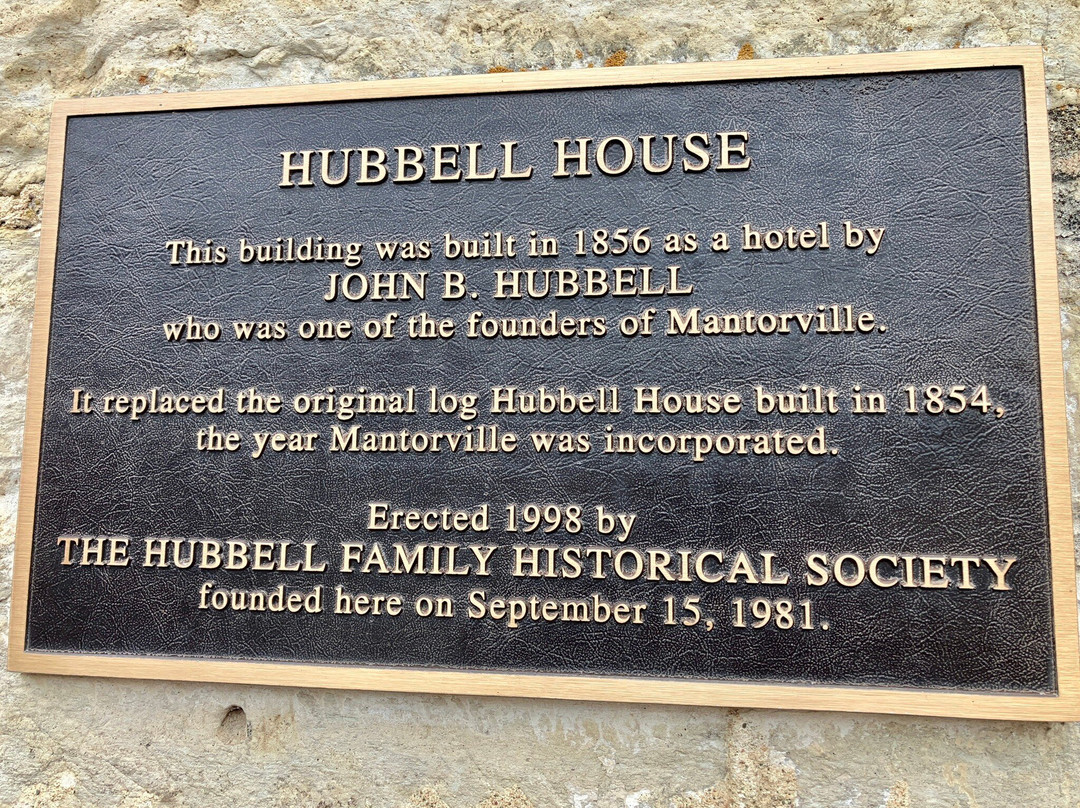 HUBBELL HOUSE
This building was built in 1856 as a hotel by
JOHN B. HUBBELL
who was one of the founders of Mantorville.
It replaced the original log Hubbell House built in 1854,
the year Mantorville was incorporated.
Erected 1998 by
THE HUBBELL FAMILY HISTORICAL SOCIETY
founded here on September 15, 1981.